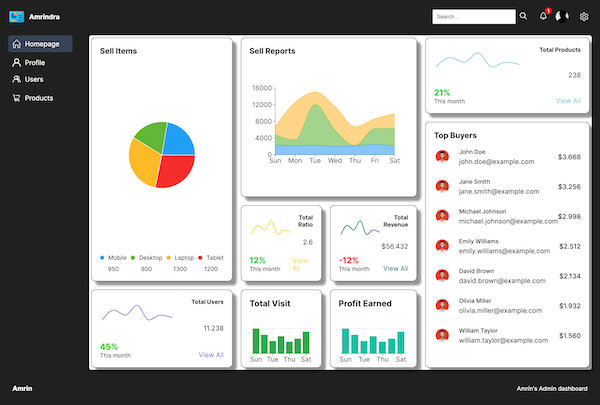 Amrindra
Search...
1
Homepage
Profile
Users
Products
Sell Items
Mobile
Desktop
Laptop
Tablet
950
800
1300
1200
Sell Reports
16000
12000
8000
4000
0
Sun Mon Tue Wed Thu Fri Sat
Total Products
238
21%
This month
View All
Total
Ratio
2.6
12%
This month
View
All
Total
Revenue
$56.432
-12%
This month
View All
Top Buyers
John Doe
john.doe@example.com
$3.668
Jane Smith
jane.smith@example.com
$3.256
Michael Johnson
michael.johnson@example.com
$2.998
Emily Williams
emily.williams@example.com
$2.512
David Brown
david.brown@example.com
$2,134
Olivia Miller
olivia.miller@example.com
$1.932
William Taylor
william.taylor@example.com
$1.560
Total Users
11.238
45%
This month
View All
Total Visit
Sun Tue Thu Sat
Profit Earned
Sun Tue Thu Sat
Amrin
Amrin's Admin dashboard